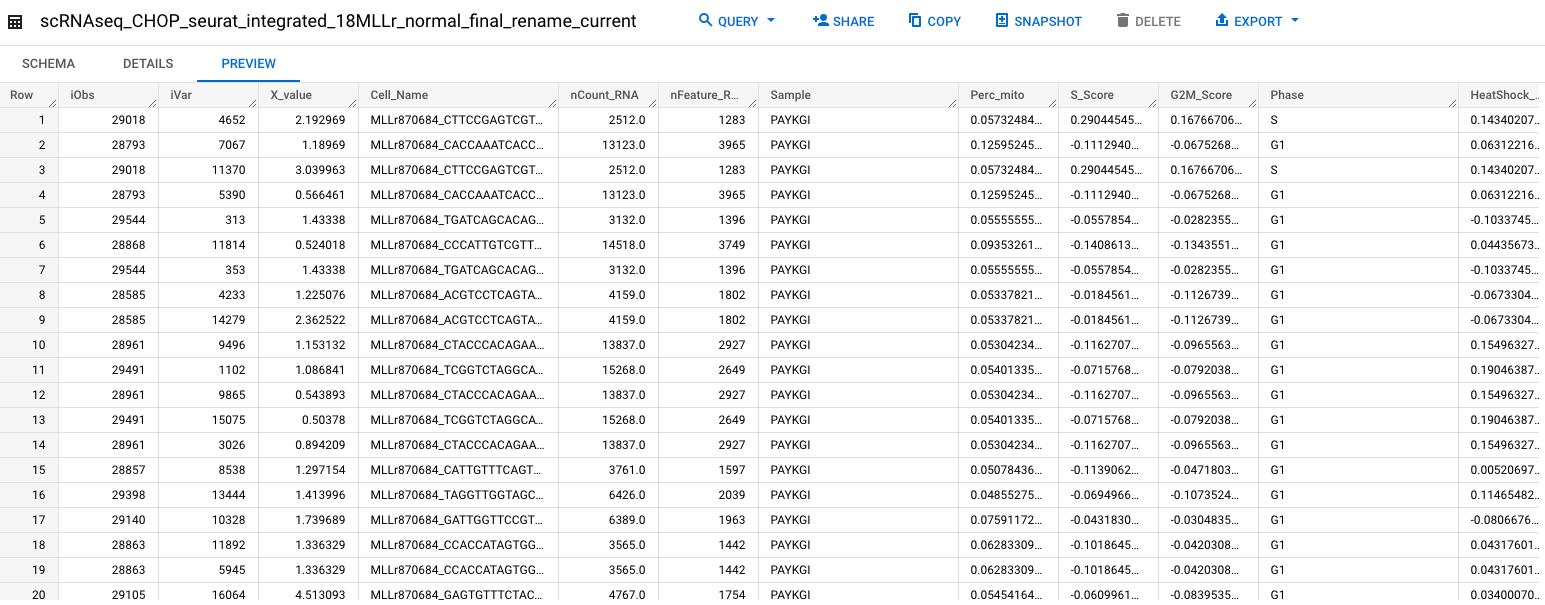 scRNAseq_CHOP_seurat_integrated_18MLLr_normal_final_rename_current QUERY SHARE COPY SNAPSHOT DELETE EXPORT
SCHEMA DETAILS PREVIEW
Row iObs iVar X_value Cell_Name nCount_RNA nFeature_R... Sample Perc_mito S_Score G2M_Score Phase HeatShock_...
1 29018 4652 2.192969 MLLr870684_CTTCCGAGTCGT... 2512.0 1283 PAYKGI 0.05732484... 0.29044545... 0.16766706... S 0.14340207...
2 28793 7067 1.18969 MLLr870684_CACCAAATCACC... 13123.0 3965 PAYKGI 0.12595245... -0.1112940... -0.0675268... G1 0.06312216...
3 29018 11370 3.039963 MLLr870684_CTTCCGAGTCGT... 2512.0 1283 PAYKGI 0.05732484... 0.29044545... 0.16766706... S 0.14340207...
4 28793 5390 0.566461 MLLr870684_CACCAAATCACC... 13123.0 3965 PAYKGI 0.12595245... -0.1112940... -0.0675268... G1 0.06312216...
5 29544 313 1.43338 MLLr870684_TGATCAGCACAG... 3132.0 1396 PAYKGI 0.05555555... -0.0557854... -0.0282355... G1 -0.1033745...
6 28868 11814 0.524018 MLLr870684_CCCATTGTCGTT... 14518.0 3749 PAYKGI 0.09353261... -0.1408613... -0.1343551... G1 0.04435673...
7 29544 353 1.43338 MLLr870684_TGATCAGCACAG... 3132.0 1396 PAYKGI 0.05555555... -0.0557854... -0.0282355... G1 -0.1033745...
8 28585 4233 1.225076 MLLr870684_ACGTCCTCAGTA... 4159.0 1802 PAYKGI 0.05337821... -0.0184561... -0.1126739... G1 -0.0673304...
9 28585 14279 2.362522 MLLr870684_ACGTCCTCAGTA... 4159.0 1802 PAYKGI 0.05337821... -0.0184561... -0.1126739... G1 -0.0673304...
10 28961 9496 1.153132 MLLr870684_CTACCCACAGAA... 13837.0 2927 PAYKGI 0.05304234... -0.1162707... -0.0965563... G1 0.15496327...
11 29491 1102 1.086841 MLLr870684_TCGGTCTAGGCA... 15268.0 2649 PAYKGI 0.05401335... -0.0715768... -0.0792038... G1 0.19046387...
12 28961 9865 0.543893 MLLr870684_CTACCCACAGAA... 13837.0 2927 PAYKGI 0.05304234... -0.1162707... -0.0965563... G1 0.15496327...
13 29491 15075 0.50378 MLLr870684_TCGGTCTAGGCA... 15268.0 2649 PAYKGI 0.05401335... -0.0715768... -0.0792038... G1 0.19046387...
14 28961 3026 0.894209 MLLr870684_CTACCCACAGAA... 13837.0 2927 PAYKGI 0.05304234... -0.1162707... -0.0965563... G1 0.15496327...
15 28857 8538 1.297154 MLLr870684_CATTGTTTCAGT... 3761.0 1597 PAYKGI 0.05078436... -0.1139062... -0.0471803... G1 0.00520697...
16 29398 13444 1.413996 MLLr870684_TAGGTTGGTAGC... 6426.0 2039 PAYKGI 0.04855275... -0.0694966... -0.1073524... G1 0.11465482...
17 29140 10328 1.739689 MLLr870684_GATTGGTTCCGT... 6389.0 1963 PAYKGI 0.07591172... -0.0431830... -0.0304835... G1 -0.0806676...
18 28863 11892 1.336329 MLLr870684_CCACCATAGTGG... 3565.0 1442 PAYKGI 0.06283309... -0.1018645... -0.0420308... G1 0.04317601...
19 28863 5945 1.336329 MLLr870684_CCACCATAGTGG... 3565.0 1442 PAYKGI 0.06283309... -0.1018645... -0.0420308... G1 0.04317601...
20 29105 16064 4.513093 MLLr870684_GAGTGTTTCTAC... 4767.0 1754 PAYKGI 0.05454164... -0.0609961... -0.0839535... G1 0.03400070...